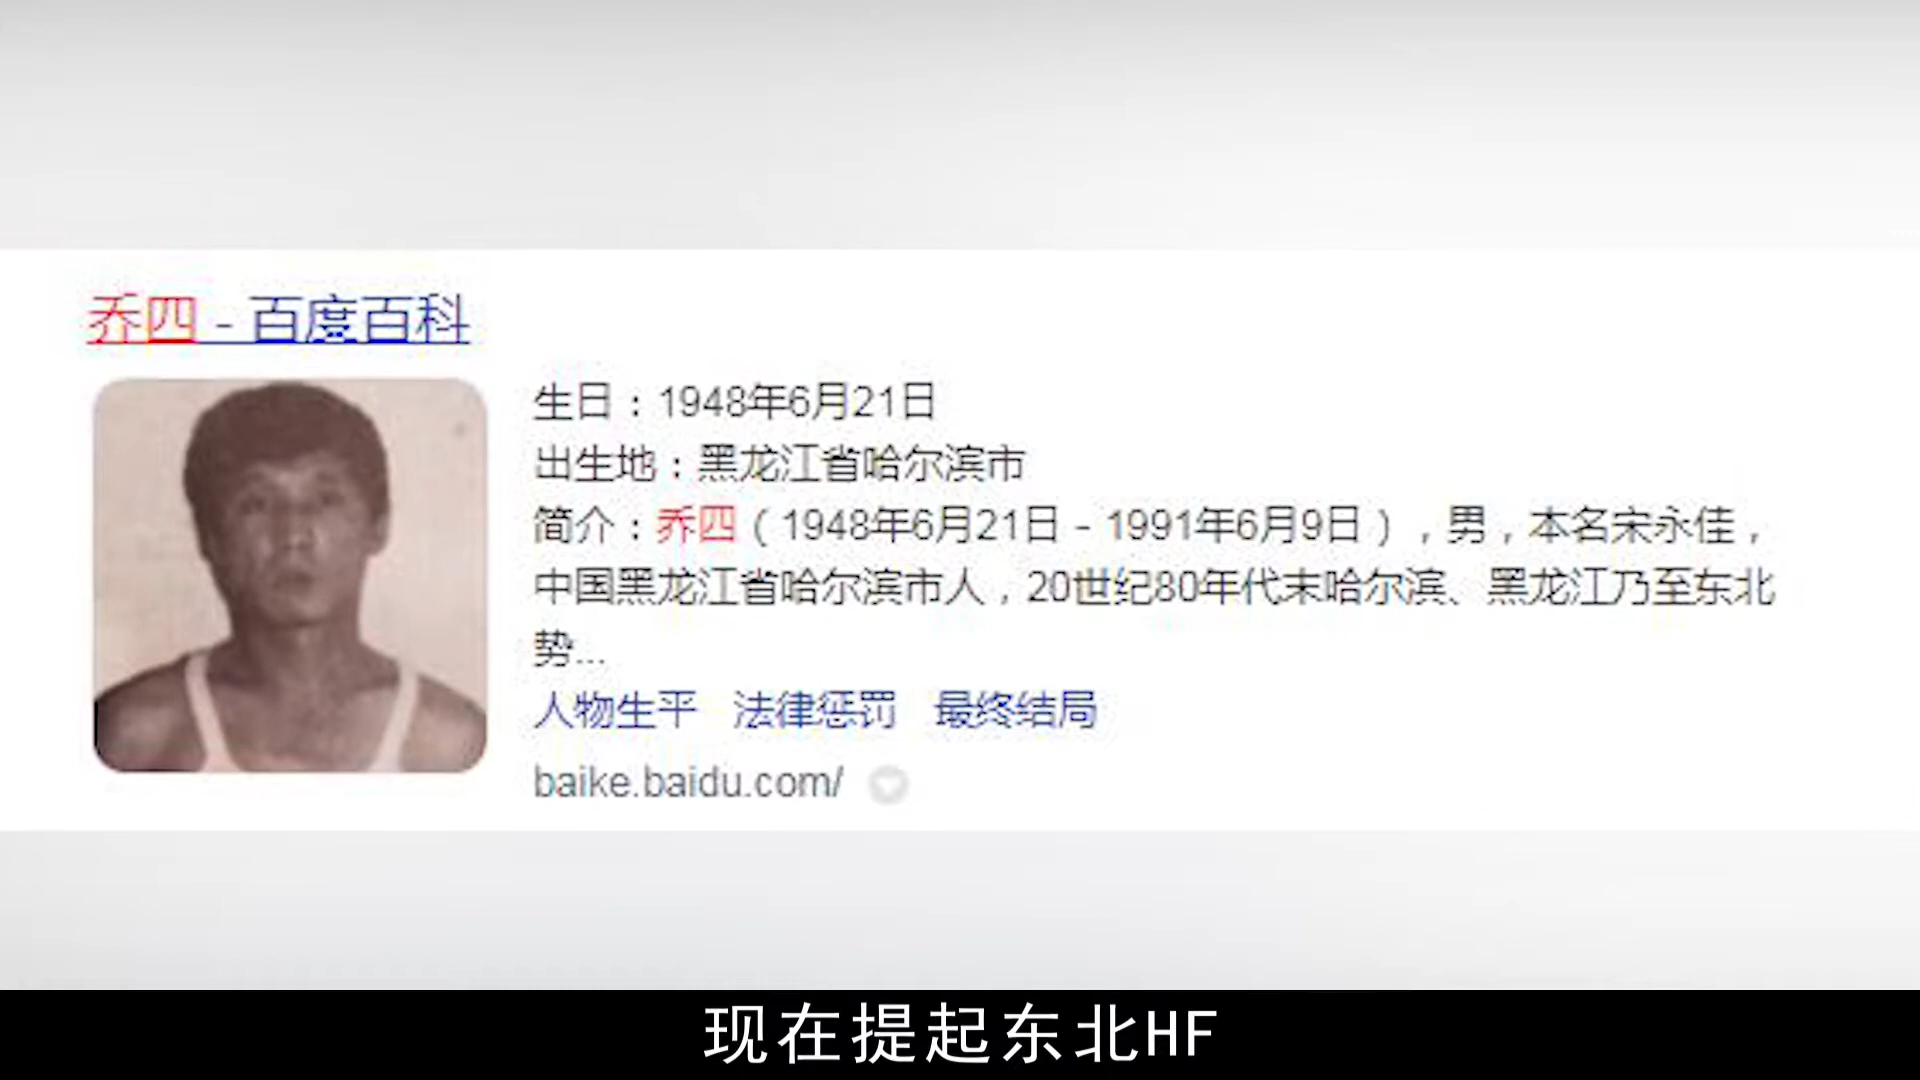 乔四 - 百度百科
生日：1948年6月21日
出生地：黑龙江省哈尔滨市
简介：乔四（1948年6月21日－1991年6月9日），男，本名宋永佳，
中国黑龙江省哈尔滨市人，20世纪80年代末哈尔滨、黑龙江乃至东北
势...
人物生平 法律惩罚 最终结局
baike.baidu.com/
现在提起东北HF